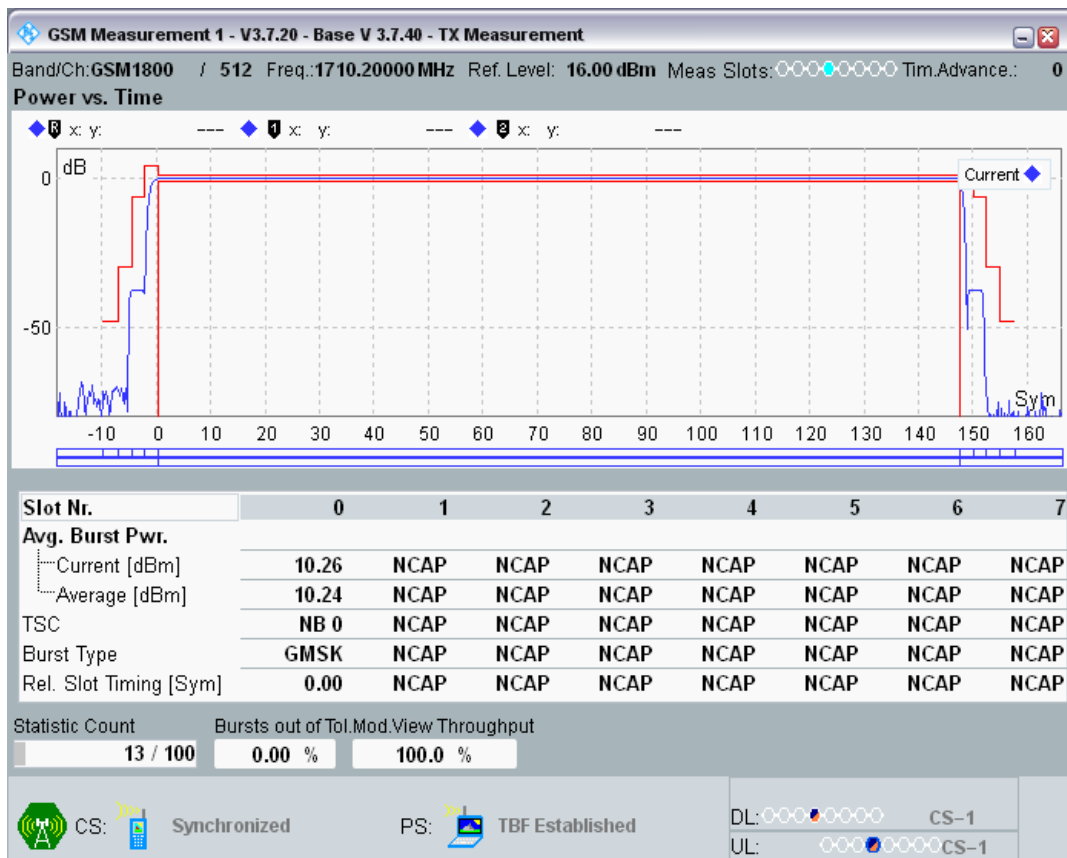 GSM Measurement 1 - V3.7.20 - Base V 3.7.40 - TX Measurement
Band/Ch:GSM1800 / 512 Freq.:1710.20000 MHz Ref. Level: 16.00 dBm Meas Slots: Tim.Advance.: 0
Power vs. Time
R x: y: --- 1 x: y: --- 2 x: y: ---
dB
0
Current
-50
Sym
-10 0 10 20 30 40 50 60 70 80 90 100 110 120 130 140 150 160
Slot Nr. 0 1 2 3 4 5 6 7
Avg. Burst Pwr.
Current [dBm] 10.26 NCAP NCAP NCAP NCAP NCAP NCAP NCAP
Average [dBm] 10.24 NCAP NCAP NCAP NCAP NCAP NCAP NCAP
TSC NB 0 NCAP NCAP NCAP NCAP NCAP NCAP NCAP
Burst Type GMSK NCAP NCAP NCAP NCAP NCAP NCAP NCAP
Rel. Slot Timing [Sym] 0.00 NCAP NCAP NCAP NCAP NCAP NCAP NCAP
Statistic Count Bursts out of Tol.Mod.View Throughput
13 / 100 0.00 % 100.0 %
CS: Synchronized PS: TBF Established DL: CS-1
UL: CS-1